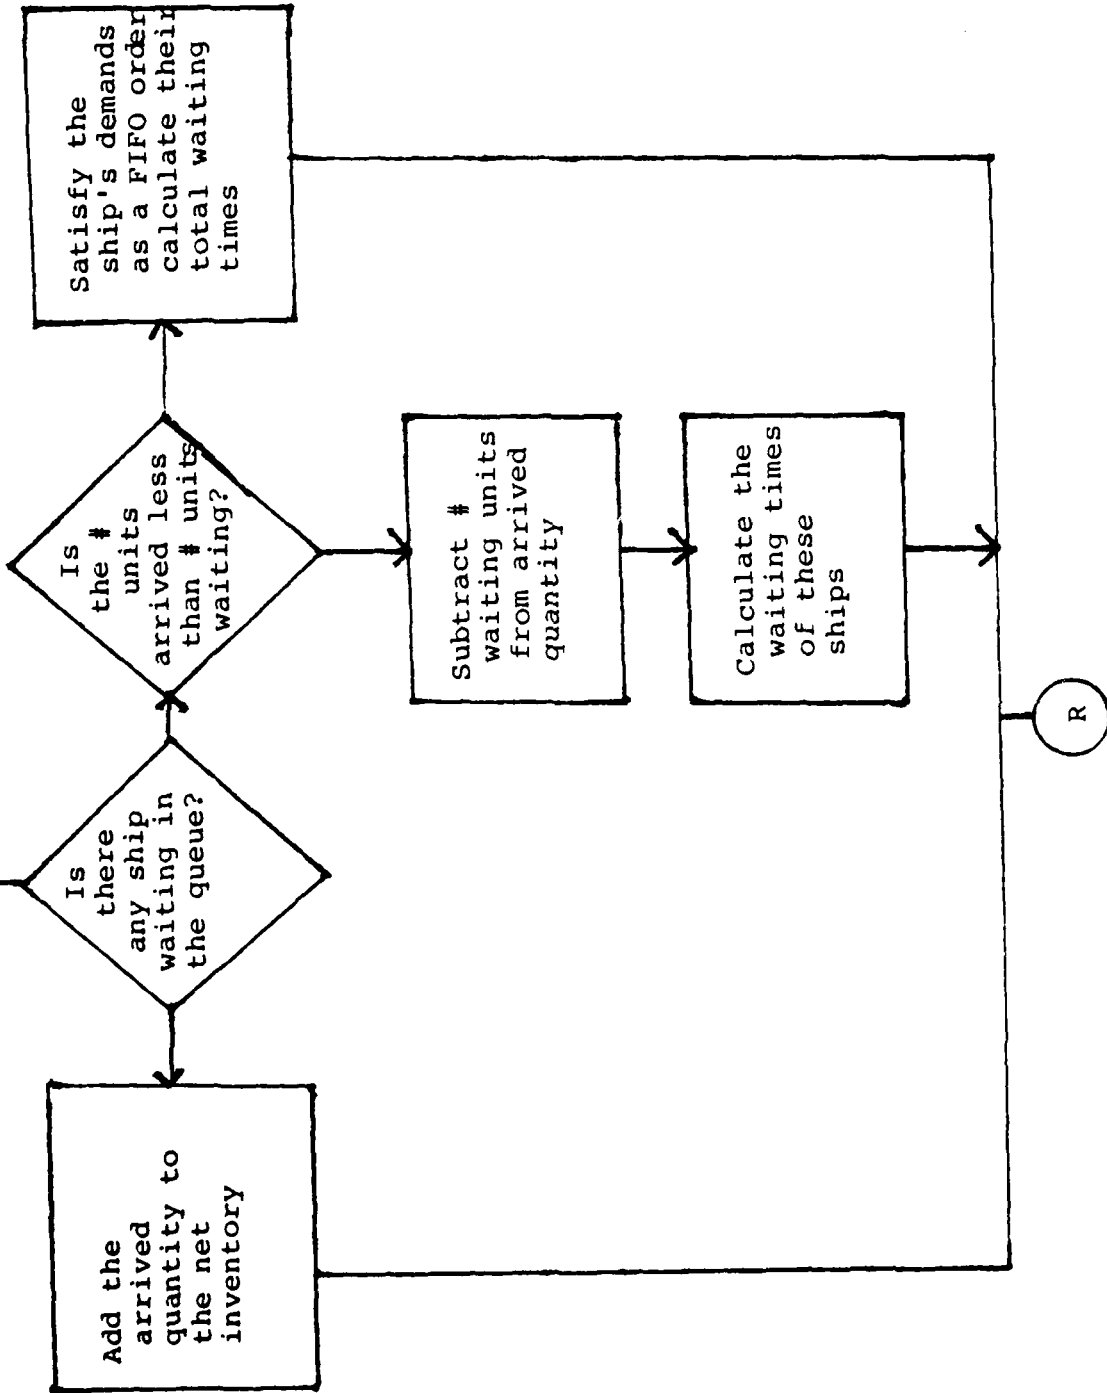 Add the
arrived
quantity to
the net
inventory
Is
there
any ship
waiting in
the queue?
Is
the #
units
arrived less
than # units
waiting?
Satisfy the
ship's demands
as a FIFO order
calculate their
total waiting
times
Subtract #
waiting units
from arrived
quantity
Calculate the
waiting times
of these
ships
R